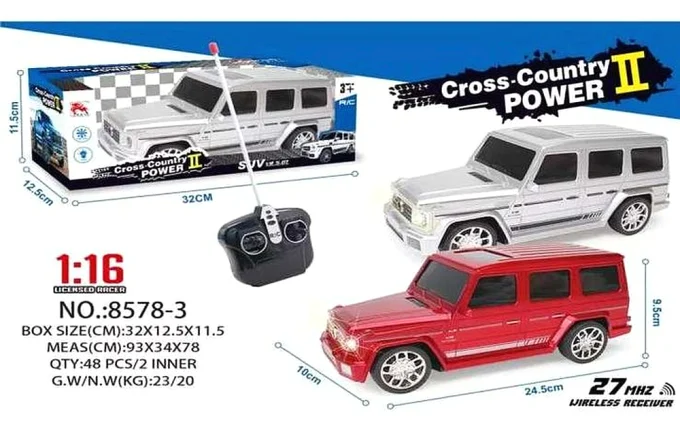 Cross-Country II
POWER
3+
R/C
Cross-Country II
POWER
SUV
11.5cm
12.5cm
32CM
R/C
1:16
LICENSED RACER
NO.:8578-3
BOX SIZE(CM):32X12.5X11.5
MEAS(CM):93X34X78
QTY:48 PCS/2 INNER
G.W/N.W(KG):23/20
9.5cm
10cm
24.5cm
27MHZ
WIRELESS RECEIVER